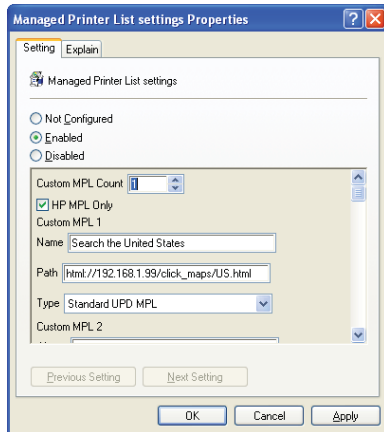 Managed Printer List settings Properties
Setting Explain
Managed Printer List settings
Not Configured
Enabled
Disabled
Custom MPL Count 1
HP MPL Only
Custom MPL 1
Name Search the United States
Path html://192.168.1.99/click_maps/US.html
Type Standard UPD MPL
Custom MPL 2
Previous Setting Next Setting
OK Cancel Apply